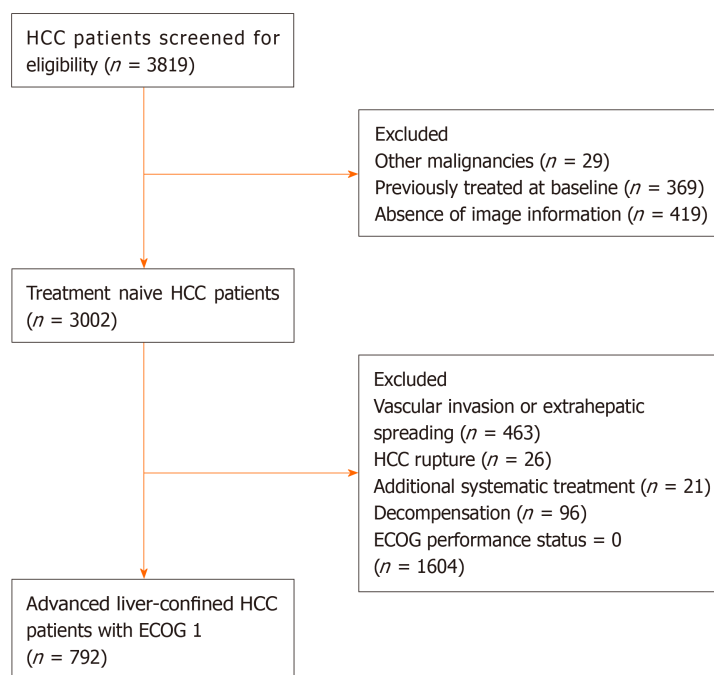 HCC patients screened for
eligibility (n = 3819)
Excluded
Other malignancies (n = 29)
Previously treated at baseline (n = 369)
Absence of image information (n = 419)
Treatment naive HCC patients
(n = 3002)
Excluded
Vascular invasion or extrahepatic
spreading (n = 463)
HCC rupture (n = 26)
Additional systematic treatment (n = 21)
Decompensation (n = 96)
ECOG performance status = 0
(n = 1604)
Advanced liver-confined HCC
patients with ECOG 1
(n = 792)